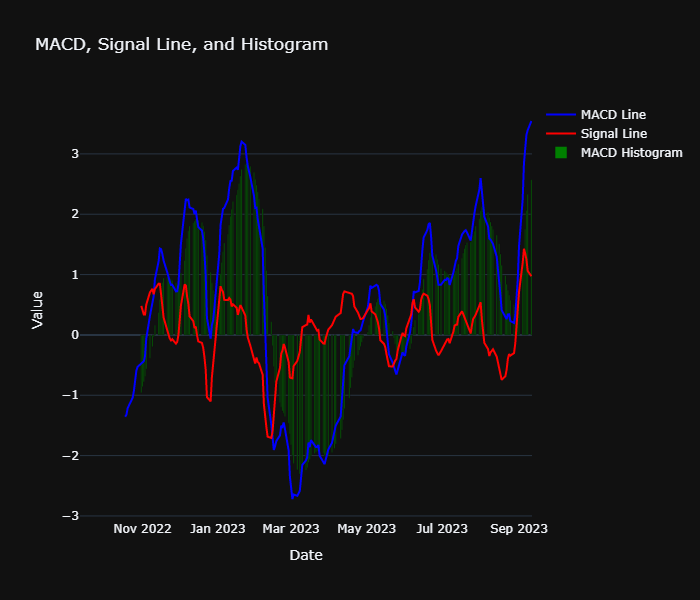 MACD, Signal Line, and Histogram
MACD Line
Signal Line
MACD Histogram
Value
3
2
1
0
−1
−2
−3
Nov 2022
Jan 2023
Mar 2023
May 2023
Jul 2023
Sep 2023
Date